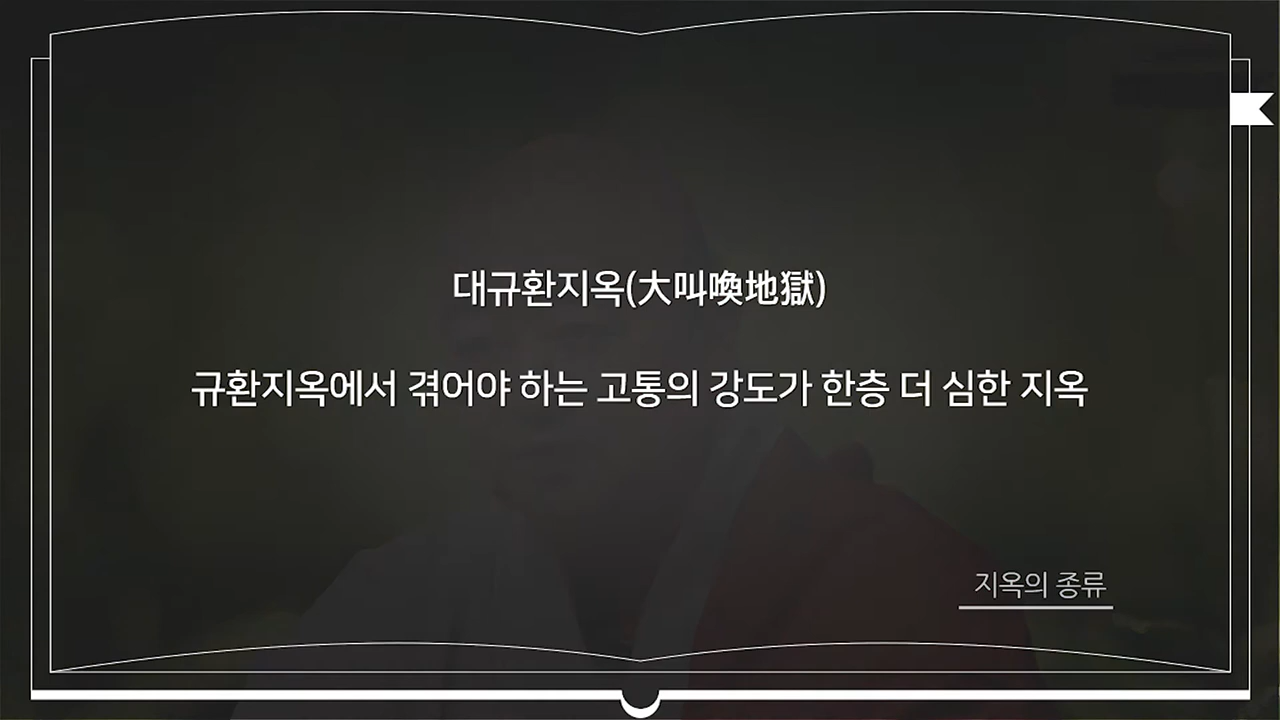 대규환지옥(大叫喚地獄)
규환지옥에서 겪어야 하는 고통의 강도가 한층 더 심한 지옥
지옥의 종류